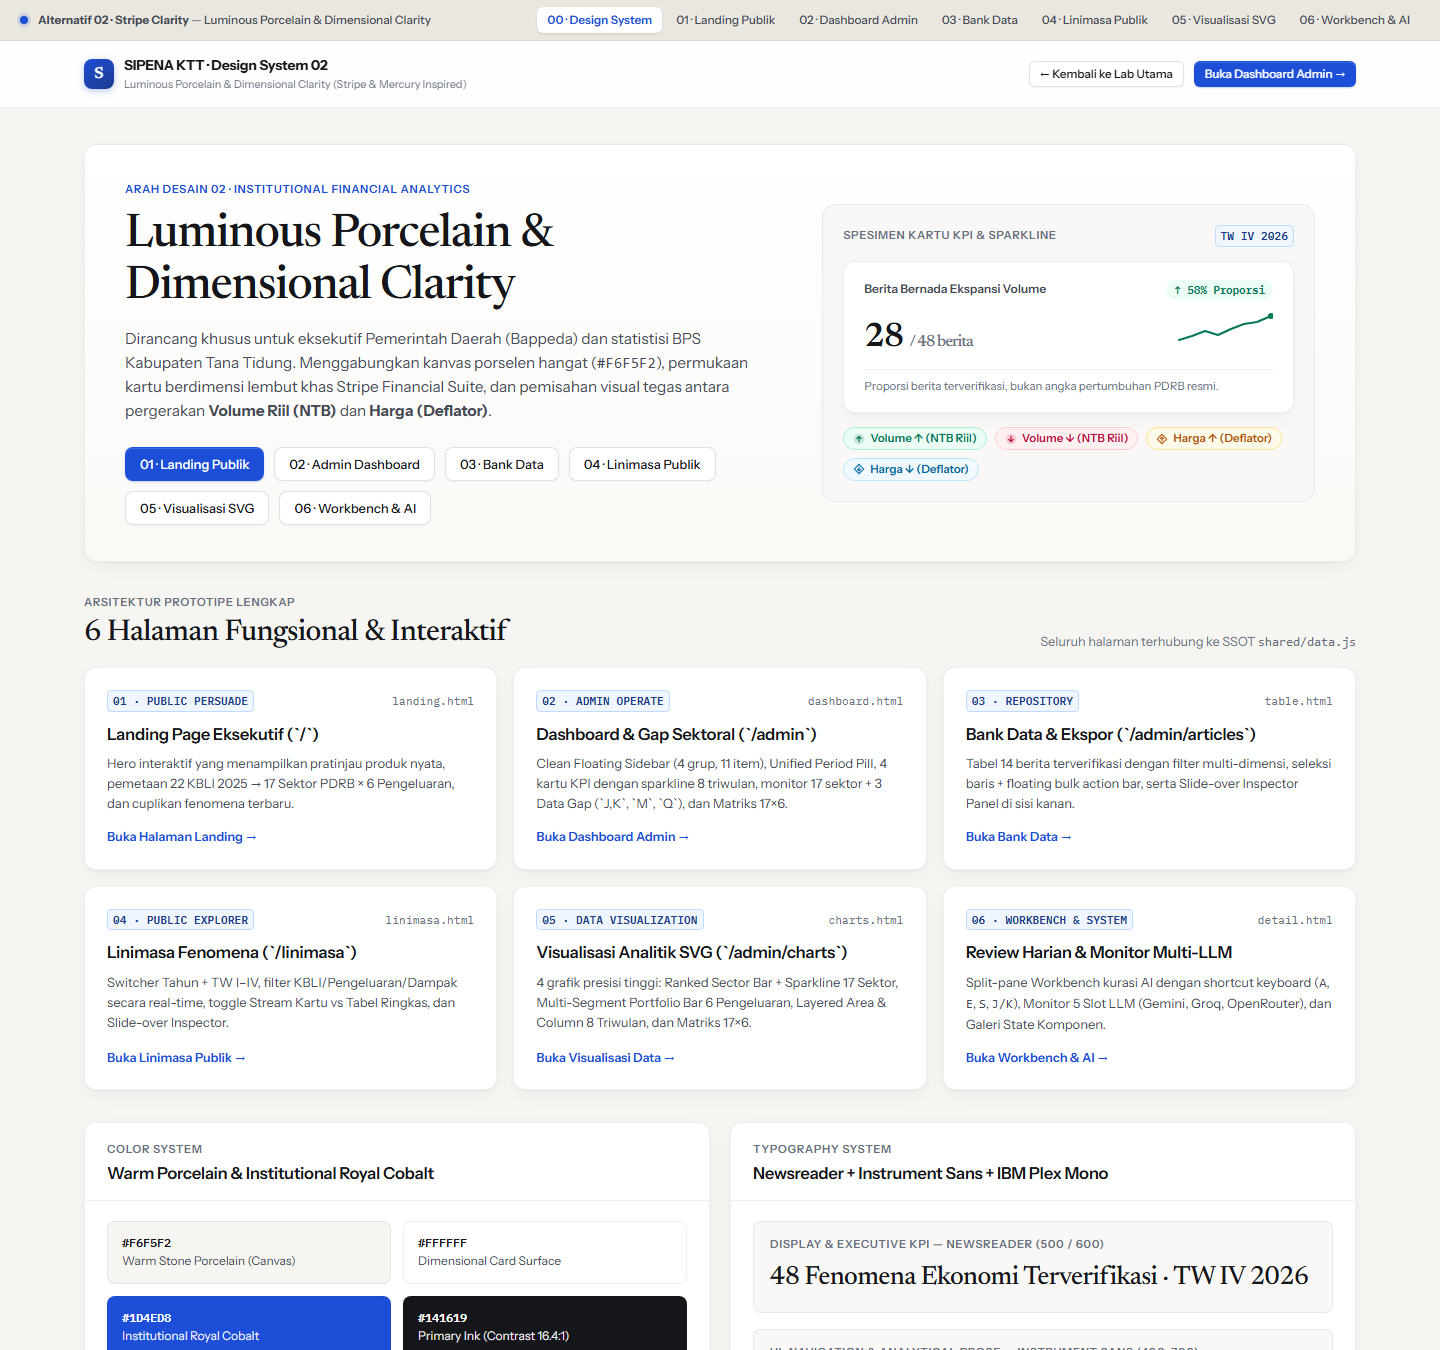 Alternatif 02 · Stripe Clarity — Luminous Porcelain & Dimensional Clarity
00 · Design System
01 · Landing Publik
02 · Dashboard Admin
03 · Bank Data
04 · Linimasa Publik
05 · Visualisasi SVG
06 · Workbench & AI
S
SIPENA KTT · Design System 02
Luminous Porcelain & Dimensional Clarity (Stripe & Mercury Inspired)
← Kembali ke Lab Utama
Buka Dashboard Admin →
ARAH DESAIN 02 · INSTITUTIONAL FINANCIAL ANALYTICS
Luminous Porcelain &
Dimensional Clarity
Dirancang khusus untuk eksekutif Pemerintah Daerah (Bappeda) dan statistisi BPS
Kabupaten Tana Tidung. Menggabungkan kanvas porselen hangat (#F6F5F2), permukaan
kartu berdimensi lembut khas Stripe Financial Suite, dan pemisahan visual tegas antara
pergerakan Volume Riil (NTB) dan Harga (Deflator).
01 · Landing Publik
02 · Admin Dashboard
03 · Bank Data
04 · Linimasa Publik
05 · Visualisasi SVG
06 · Workbench & AI
SPESIMEN KARTU KPI & SPARKLINE
TW IV 2026
Berita Bernada Ekspansi Volume
↑ 58% Proporsi
28 / 48 berita
Proporsi berita terverifikasi, bukan angka pertumbuhan PDRB resmi.
Volume ↑ (NTB Riil)
Volume ↓ (NTB Riil)
Harga ↑ (Deflator)
Harga ↓ (Deflator)
ARSITEKTUR PROTOTIPE LENGKAP
6 Halaman Fungsional & Interaktif
Seluruh halaman terhubung ke SSOT shared/data.js
01 · PUBLIC PERSUADE
landing.html
Landing Page Eksekutif (`/`)
Hero interaktif yang menampilkan pratinjau produk nyata,
pemetaan 22 KBLI 2025 → 17 Sektor PDRB × 6 Pengeluaran,
dan cuplikan fenomena terbaru.
Buka Halaman Landing →
02 · ADMIN OPERATE
dashboard.html
Dashboard & Gap Sektoral (`/admin`)
Clean Floating Sidebar (4 grup, 11 item), Unified Period Pill, 4
kartu KPI dengan sparkline 8 triwulan, monitor 17 sektor + 3
Data Gap (`J,K`, `M`, `Q`), dan Matriks 17×6.
Buka Dashboard Admin →
03 · REPOSITORY
table.html
Bank Data & Ekspor (`/admin/articles`)
Tabel 14 berita terverifikasi dengan filter multi-dimensi, seleksi
baris + floating bulk action bar, serta Slide-over Inspector
Panel di sisi kanan.
Buka Bank Data →
04 · PUBLIC EXPLORER
linimasa.html
Linimasa Fenomena (`/linimasa`)
Switcher Tahun + TW I–IV, filter KBLI/Pengeluaran/Dampak
secara real-time, toggle Stream Kartu vs Tabel Ringkas, dan
Slide-over Inspector.
Buka Linimasa Publik →
05 · DATA VISUALIZATION
charts.html
Visualisasi Analitik SVG (`/admin/charts`)
4 grafik presisi tinggi: Ranked Sector Bar + Sparkline 17 Sektor,
Multi-Segment Portfolio Bar 6 Pengeluaran, Layered Area &
Column 8 Triwulan, dan Matriks 17×6.
Buka Visualisasi Data →
06 · WORKBENCH & SYSTEM
detail.html
Review Harian & Monitor Multi-LLM
Split-pane Workbench kurasi AI dengan shortcut keyboard (A,
E, S, J/K), Monitor 5 Slot LLM (Gemini, Groq, OpenRouter), dan
Galeri State Komponen.
Buka Workbench & AI →
COLOR SYSTEM
Warm Porcelain & Institutional Royal Cobalt
#F6F5F2
Warm Stone Porcelain (Canvas)
#FFFFFF
Dimensional Card Surface
#1D4ED8
Institutional Royal Cobalt
#141619
Primary Ink (Contrast 16.4:1)
TYPOGRAPHY SYSTEM
Newsreader + Instrument Sans + IBM Plex Mono
DISPLAY & EXECUTIVE KPI — NEWSREADER (500 / 600)
48 Fenomena Ekonomi Terverifikasi · TW IV 2026